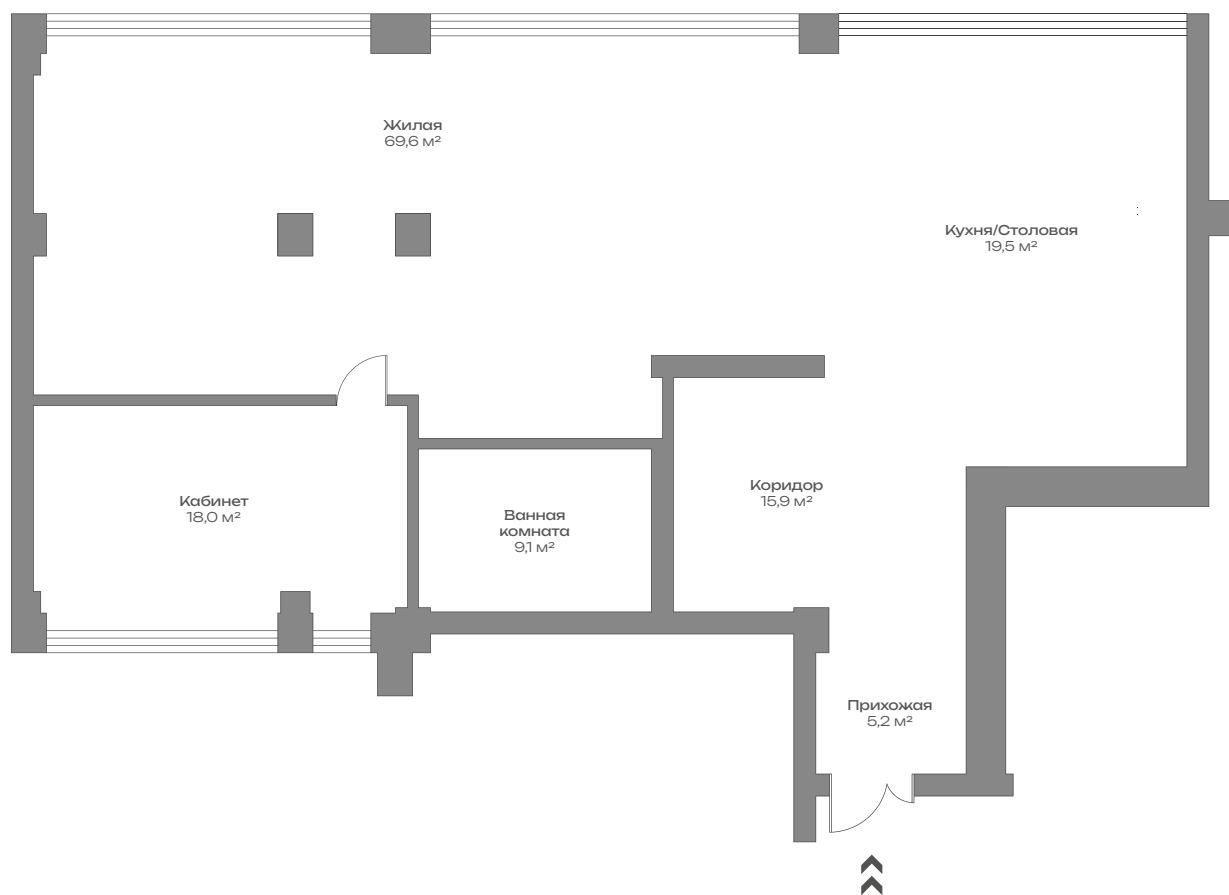 Жилая
69,6 м²
Кухня/Столовая
19,5 м²
Коридор
15,9 м²
Кабинет
18,0 м²
Ванная
комната
9,1 м²
Прихожая
5,2 м²